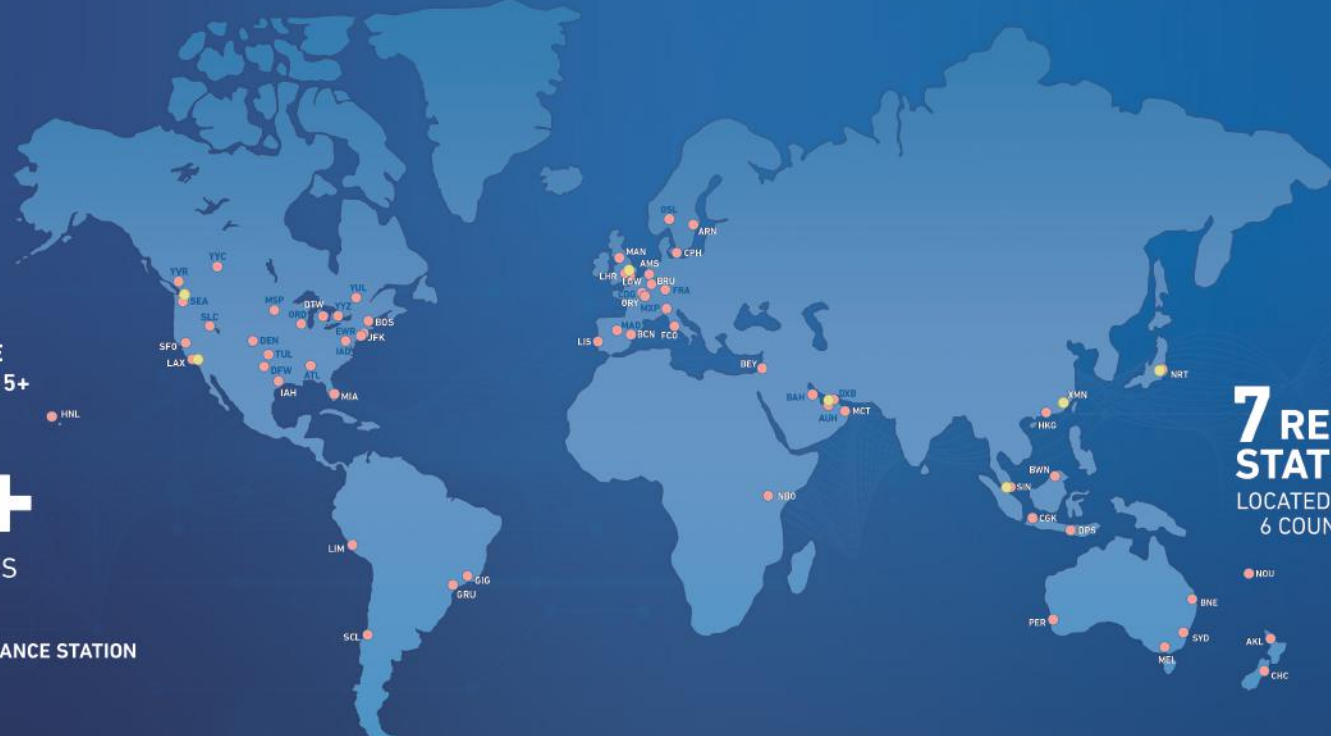 E
5+
+
S
ANCE STATION
7 RE
STAT
LOCATED
6 COUN
HNL
YVR
YYC
SEA
SLC
SFO
LAX
MSP
DTW
ORD
YYZ
YUL
BOS
EWR
JFK
IAD
DEN
TUL
DFW
ATL
IAH
MIA
LIM
GIG
GRU
SCL
OSL
ARN
CPH
MAN
AMS
LHR
LGW
BRU
CDG
FRA
ORY
MXP
MAD
BCN
FCO
LIS
BEY
BAH
DXB
AUH
MCT
NBO
XMN
HKG
NRT
BWN
SIN
CGK
DPS
NOU
BNE
PER
SYD
MEL
AKL
CHC